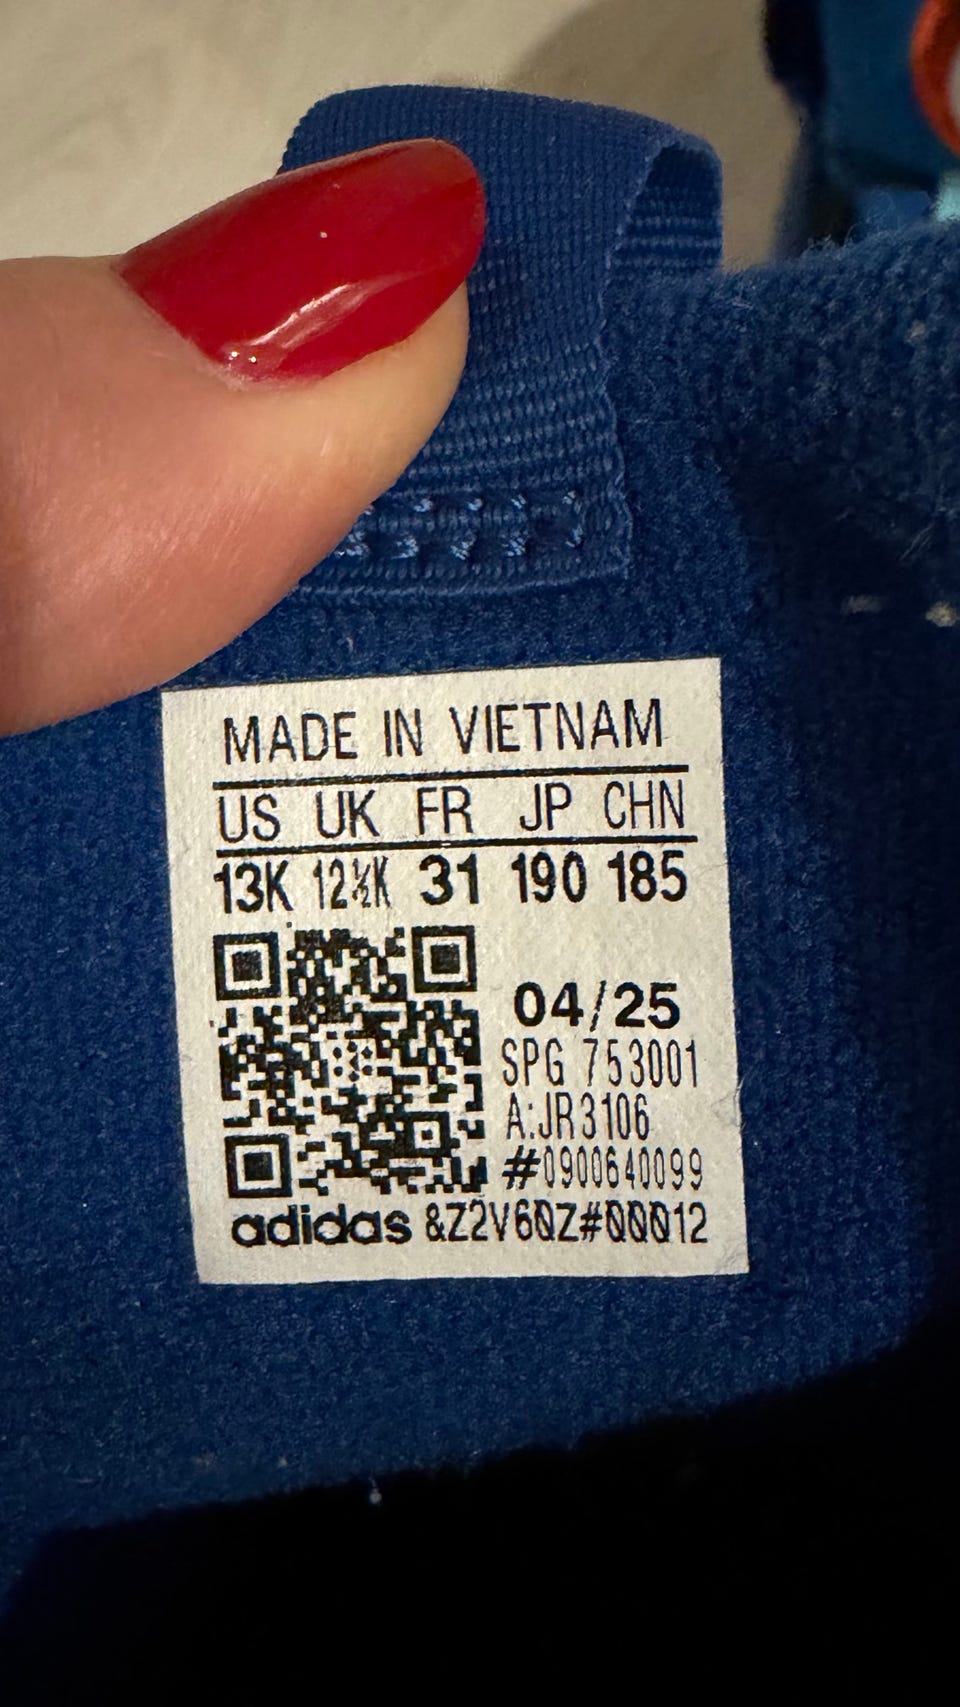 MADE IN VIETNAM
US UK FR JP CHN
13K 12½K 31 190 185
04/25
SPG 753001
A:JR3106
#0900640099
adidas &Z2V6QZ#00012